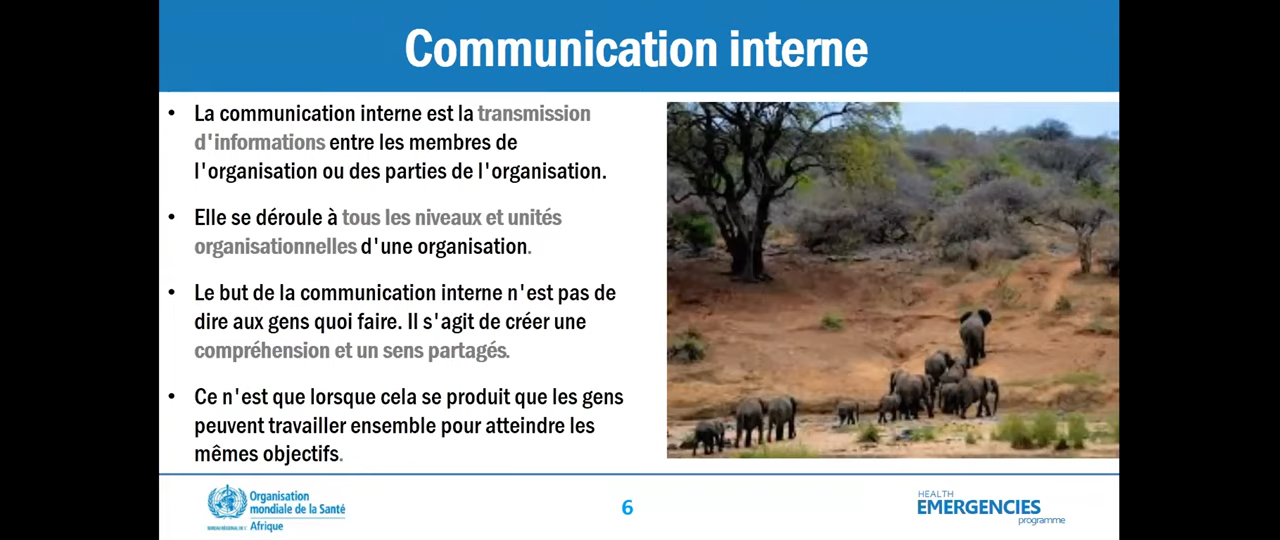 Communication interne
• La communication interne est la transmission
d'informations entre les membres de
l'organisation ou des parties de l'organisation.
• Elle se déroule à tous les niveaux et unités
organisationnelles d'une organisation.
• Le but de la communication interne n'est pas de
dire aux gens quoi faire. Il s'agit de créer une
compréhension et un sens partagés.
• Ce n'est que lorsque cela se produit que les gens
peuvent travailler ensemble pour atteindre les
mêmes objectifs.
Organisation
mondiale de la Santé
BUREAU RÉGIONAL DE L' Afrique
6
HEALTH
EMERGENCIES
programme